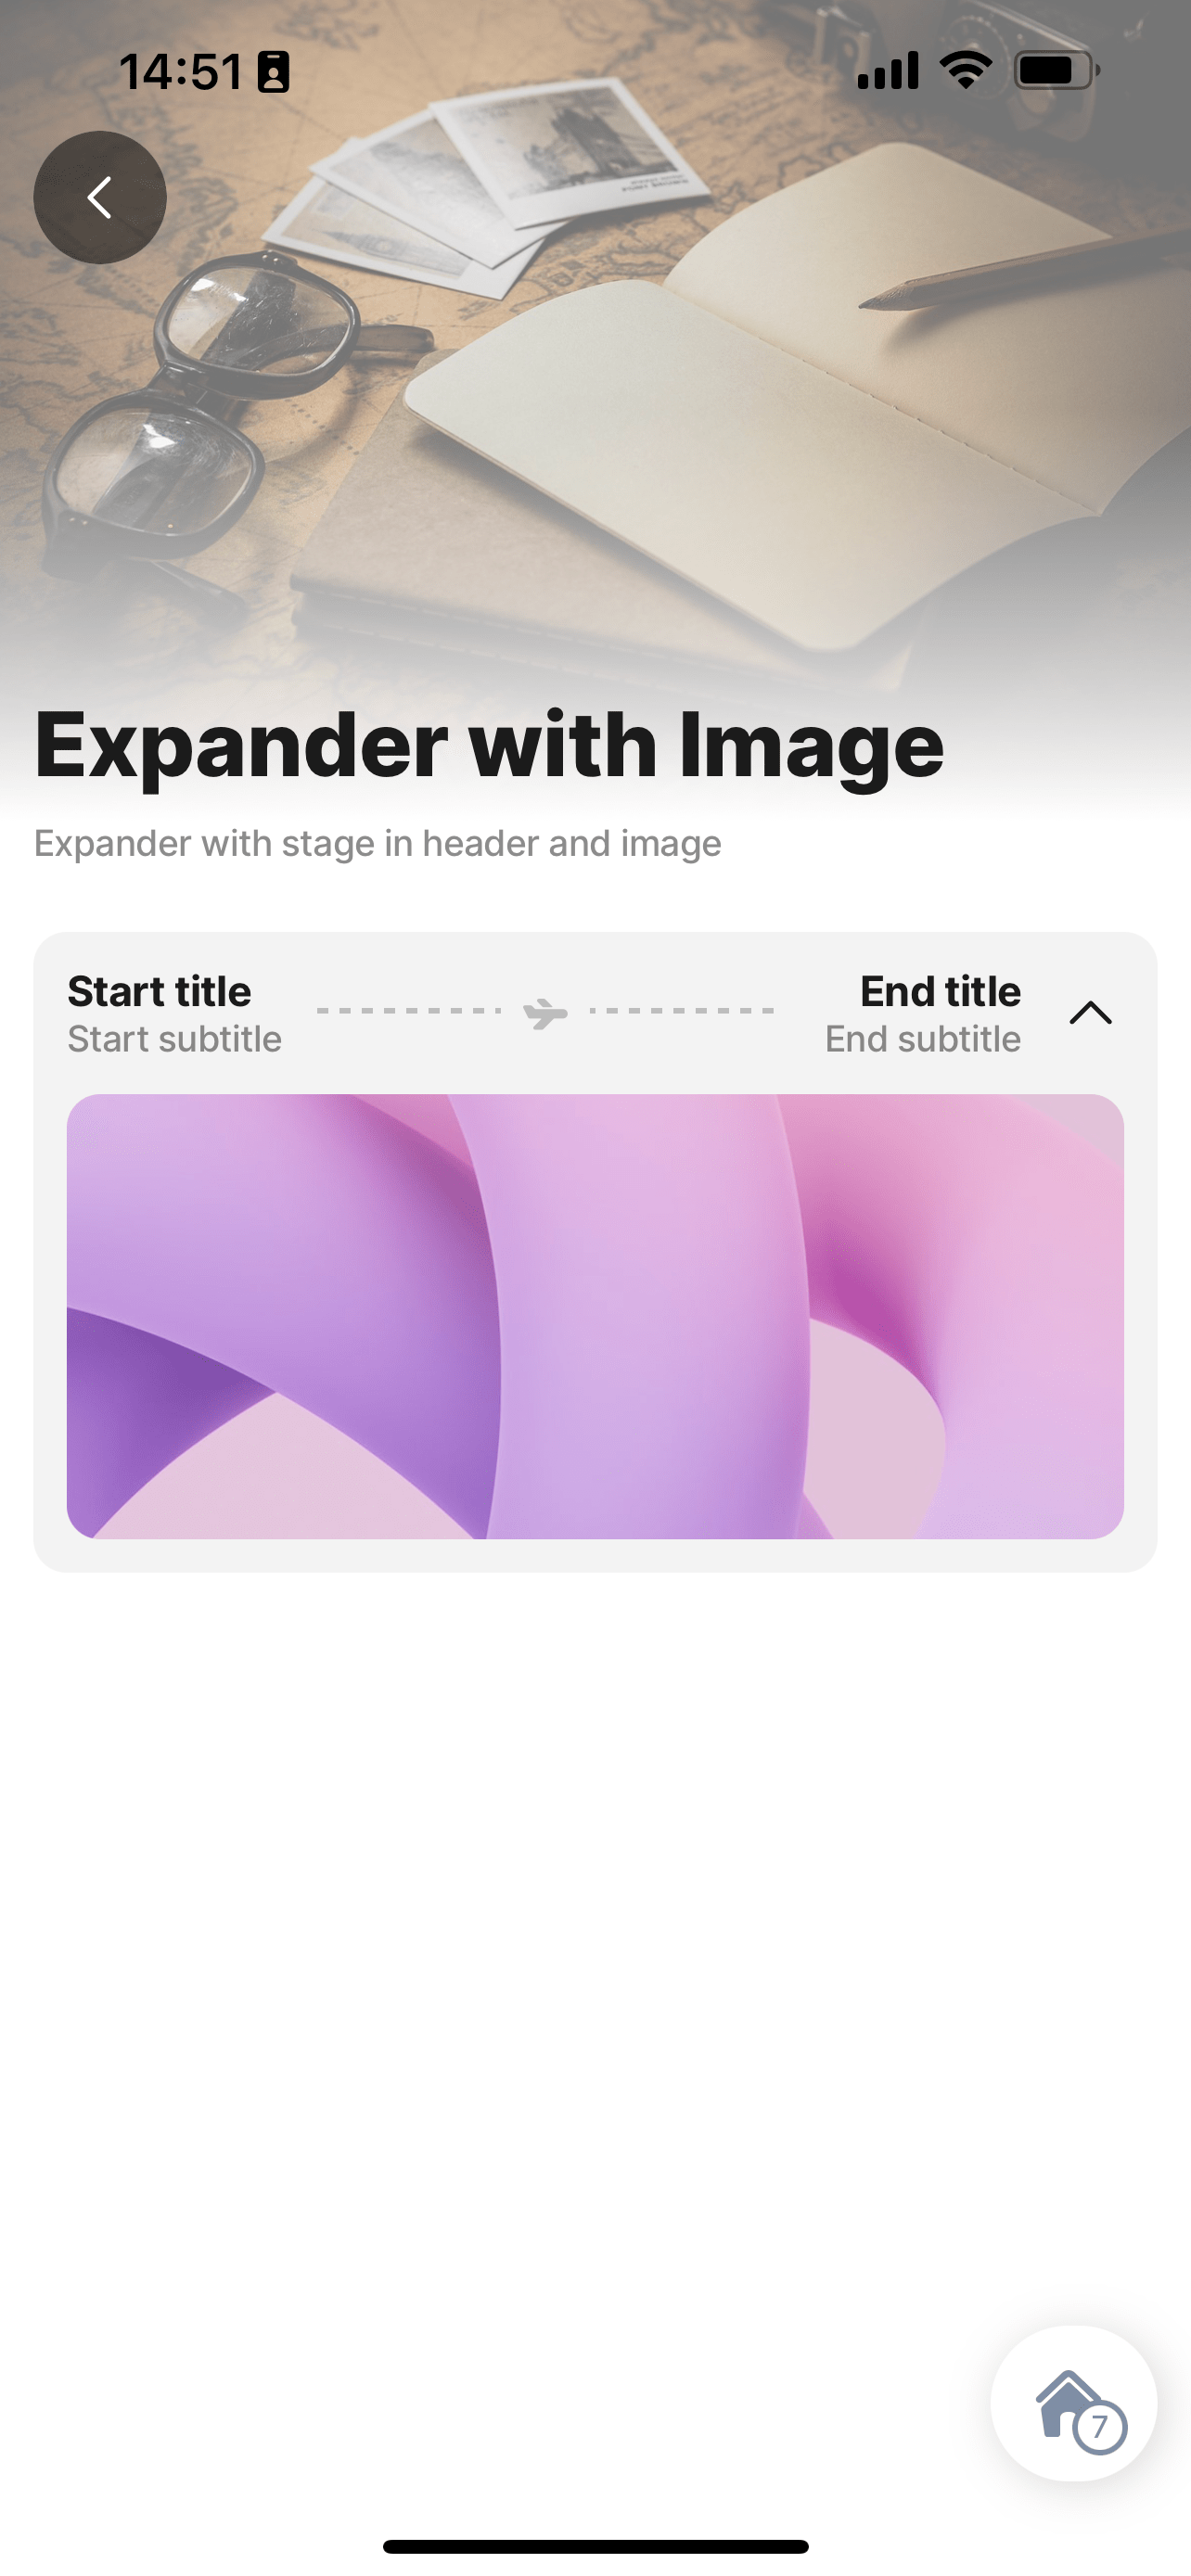 14:51
Expander with Image
Expander with stage in header and image
Start title
End title
Start subtitle
End subtitle
7